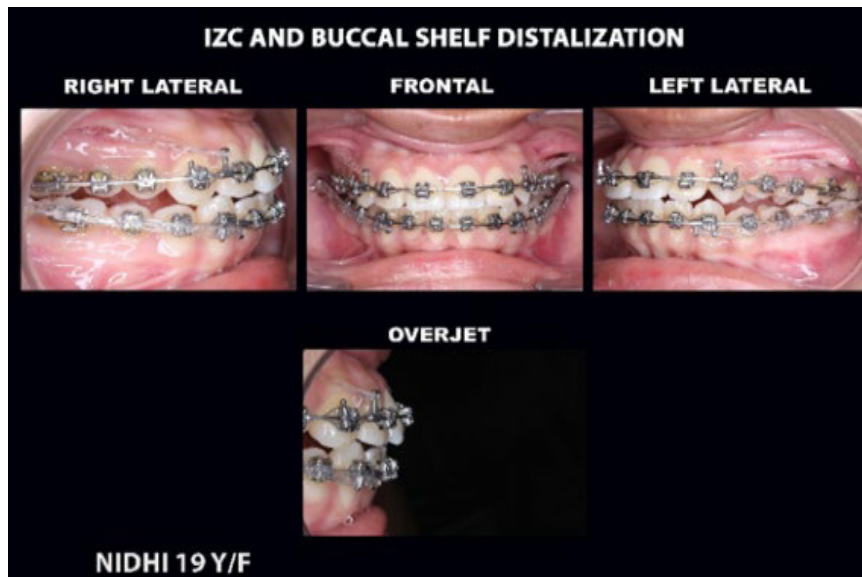 IZC AND BUCCAL SHELF DISTALIZATION
RIGHT LATERAL
FRONTAL
LEFT LATERAL
OVERJET
NIDHI 19 Y/F